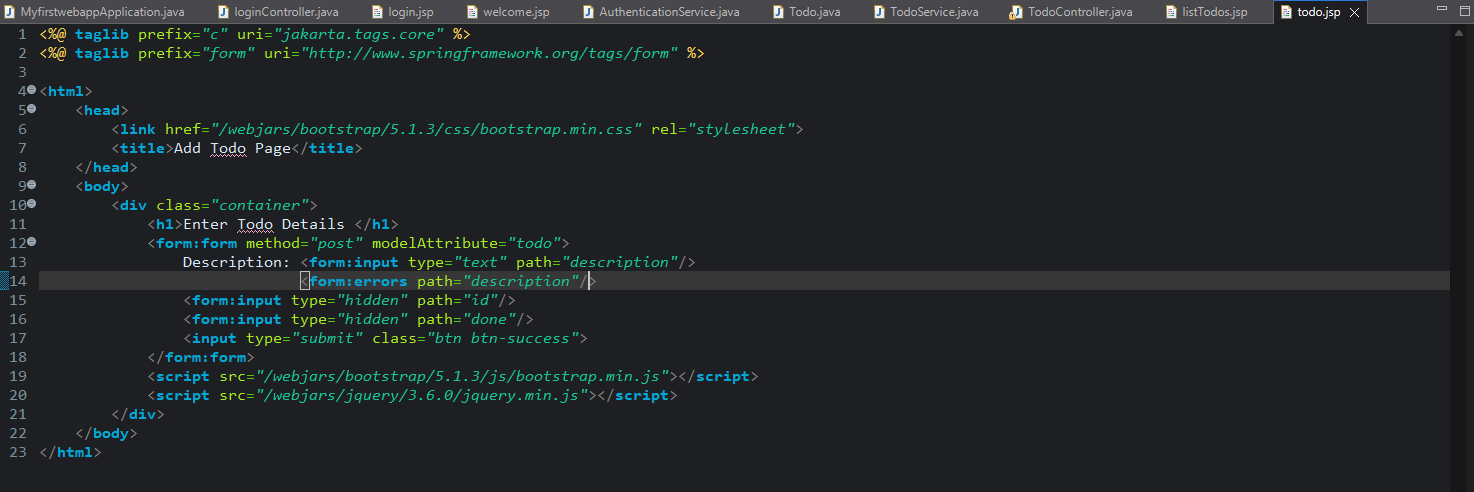 MyfirstwebappApplication.java loginController.java login.jsp welcome.jsp AuthenticationService.java Todo.java TodoService.java TodoController.java listTodos.jsp todo.jsp
1 <%@ taglib prefix="c" uri="jakarta.tags.core" %>
2 <%@ taglib prefix="form" uri="http://www.springframework.org/tags/form" %>
3
4 <html>
5 <head>
6 <link href="/webjars/bootstrap/5.1.3/css/bootstrap.min.css" rel="stylesheet">
7 <title>Add Todo Page</title>
8 </head>
9 <body>
10 <div class="container">
11 <h1>Enter Todo Details </h1>
12 <form:form method="post" modelAttribute="todo">
13 Description: <form:input type="text" path="description"/>
14 <form:errors path="description"/>
15 <form:input type="hidden" path="id"/>
16 <form:input type="hidden" path="done"/>
17 <input type="submit" class="btn btn-success">
18 </form:form>
19 <script src="/webjars/bootstrap/5.1.3/js/bootstrap.min.js"></script>
20 <script src="/webjars/jquery/3.6.0/jquery.min.js"></script>
21 </div>
22 </body>
23 </html>